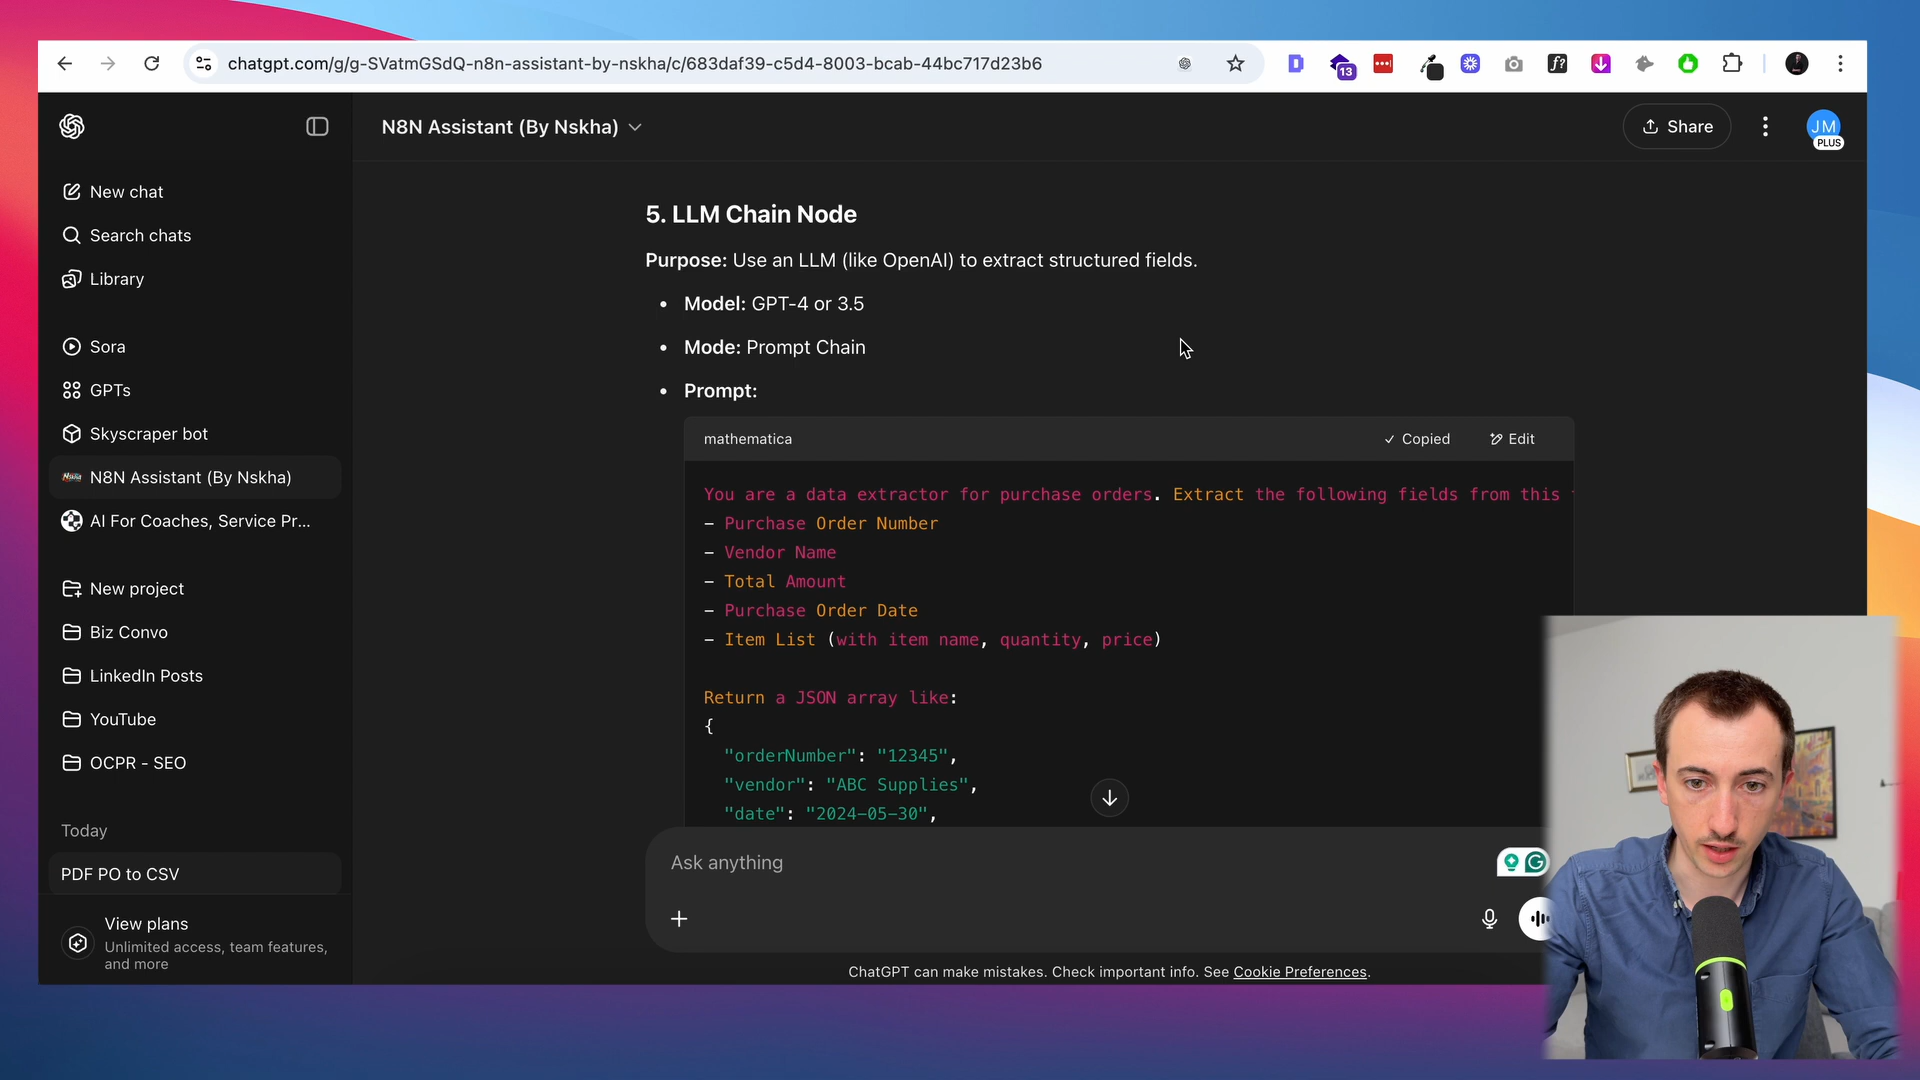 chatgpt.com/g/g-SVatmGSdQ-n8n-assistant-by-nskha/c/683daf39-c5d4-8003-bcab-44bc717d23b6
13
f?
N8N Assistant (By Nskha)
Share
JM
PLUS
New chat
Search chats
Library
Sora
GPTs
Skyscraper bot
N8N Assistant (By Nskha)
AI For Coaches, Service Pr...
New project
Biz Convo
LinkedIn Posts
YouTube
OCPR - SEO
Today
PDF PO to CSV
View plans
Unlimited access, team features,
and more
5. LLM Chain Node
Purpose: Use an LLM (like OpenAI) to extract structured fields.
• Model: GPT-4 or 3.5
• Mode: Prompt Chain
• Prompt:
mathematica
Copied
Edit
You are a data extractor for purchase orders. Extract the following fields from this
- Purchase Order Number
- Vendor Name
- Total Amount
- Purchase Order Date
- Item List (with item name, quantity, price)
Return a JSON array like:
{
"orderNumber": "12345",
"vendor": "ABC Supplies",
"date": "2024-05-30",
Ask anything
ChatGPT can make mistakes. Check important info. See Cookie Preferences.